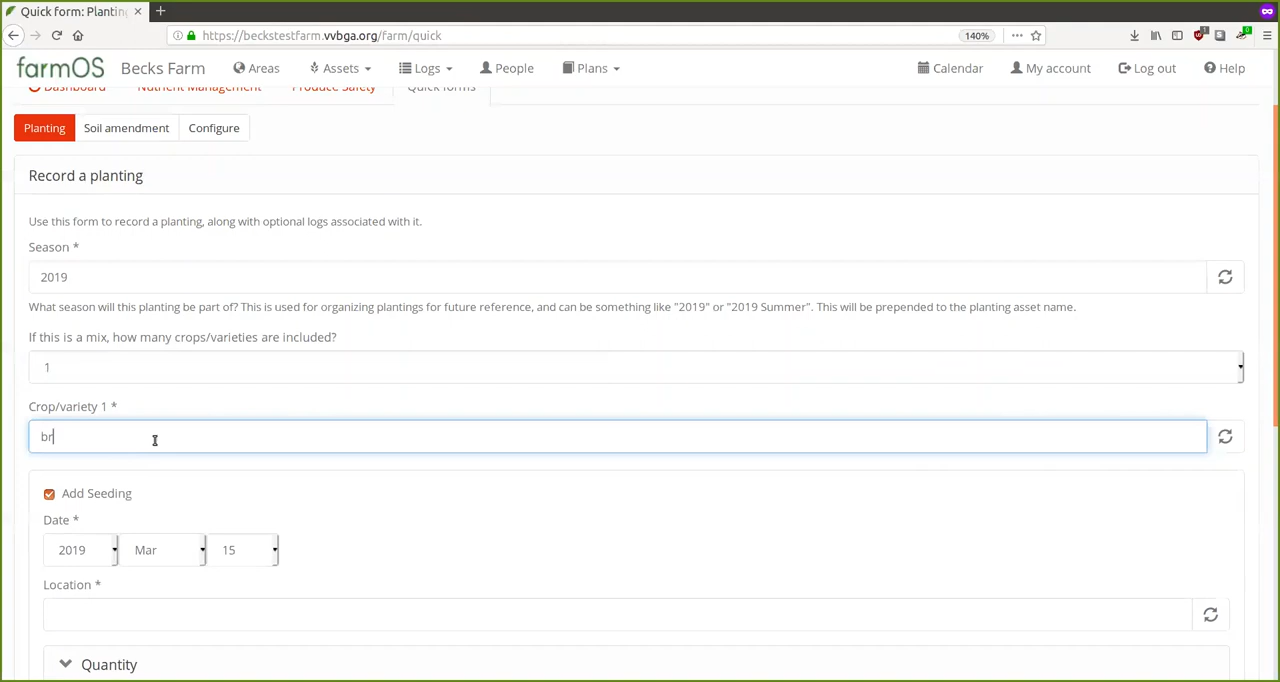 Quick form: Plantin
https://beckstestfarm.vvbga.org/farm/quick 140%
farmOS Becks Farm Areas Assets Logs People Plans Calendar My account Log out Help
Dashboard Nutrient Management Produce Safety Quick forms
Planting Soil amendment Configure
Record a planting
Use this form to record a planting, along with optional logs associated with it.
Season *
2019
What season will this planting be part of? This is used for organizing plantings for future reference, and can be something like "2019" or "2019 Summer". This will be prepended to the planting asset name.
If this is a mix, how many crops/varieties are included?
1
Crop/variety 1 *
br
Add Seeding
Date *
2019 Mar 15
Location *
Quantity